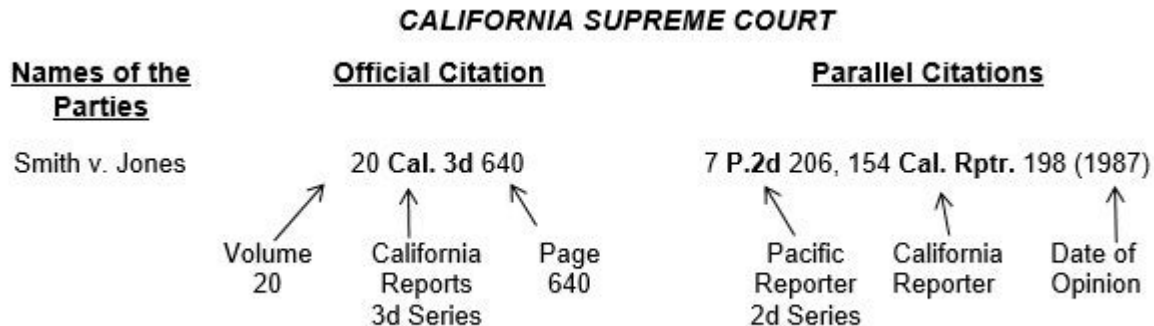 CALIFORNIA SUPREME COURT
Names of the Parties
Official Citation
Parallel Citations
Smith v. Jones
20 Cal. 3d 640
7 P.2d 206, 154 Cal. Rptr. 198 (1987)
Volume
20
California
Reports
3d Series
Page
640
Pacific
Reporter
2d Series
California
Reporter
Date of
Opinion